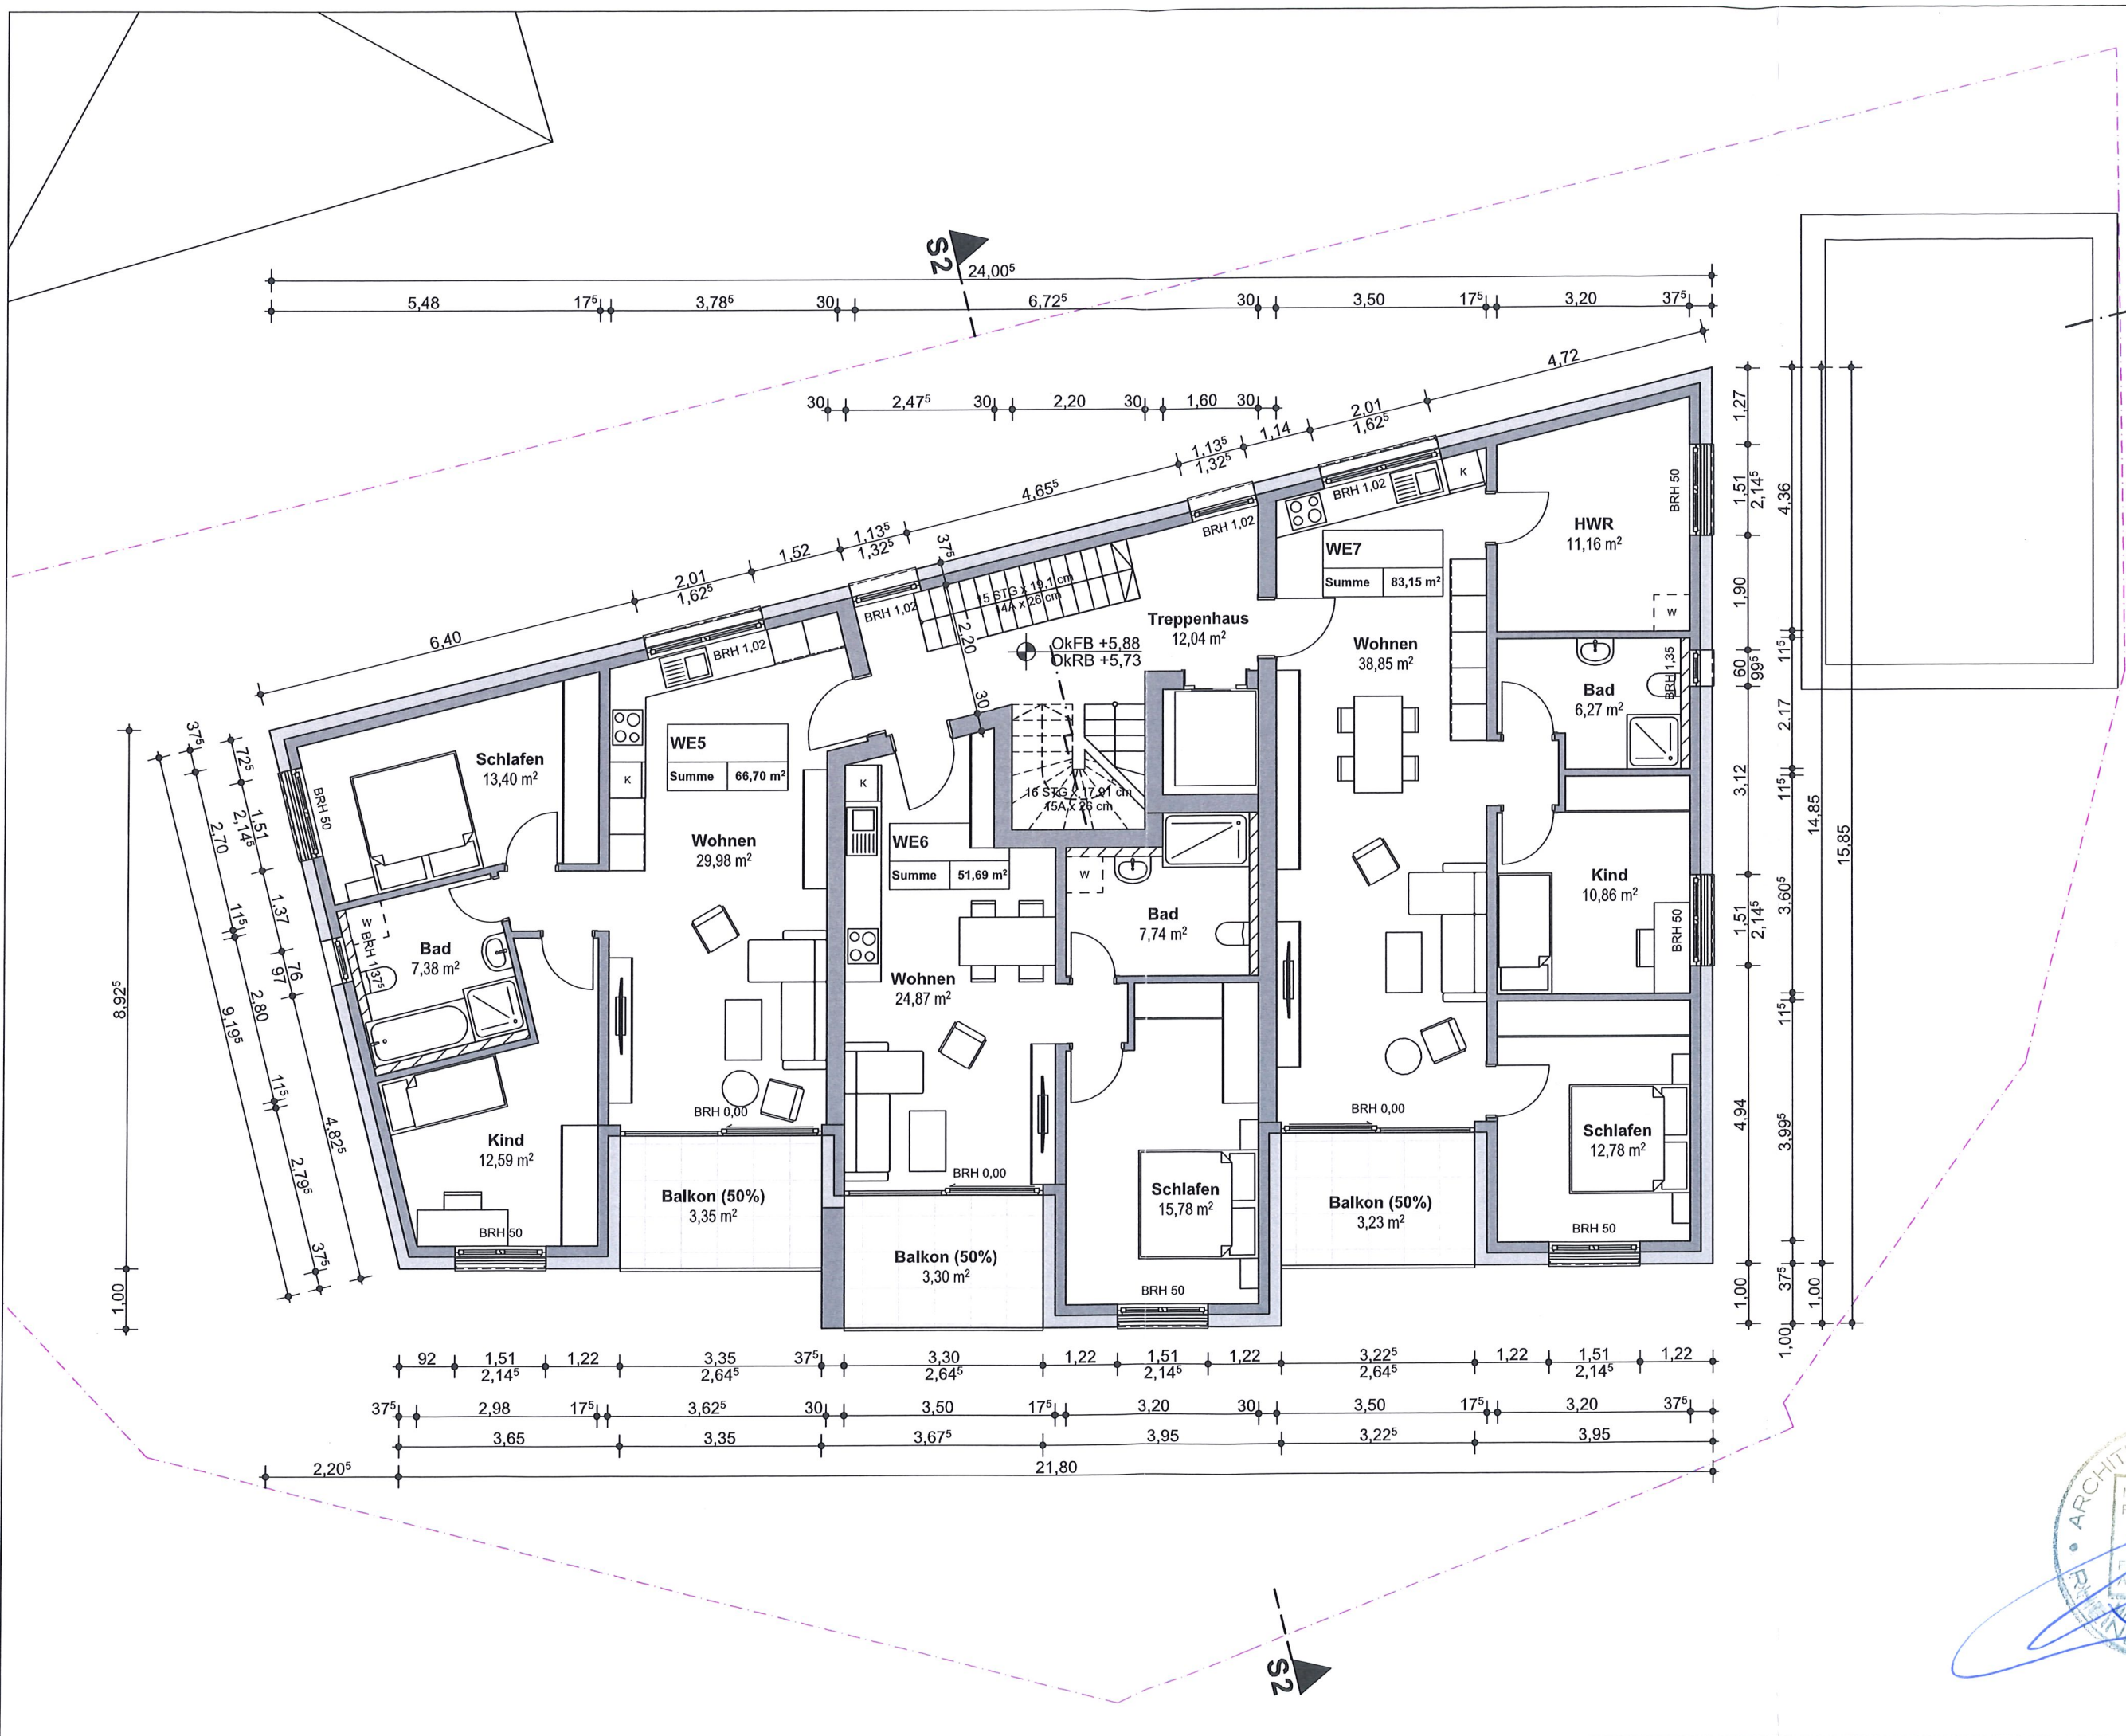 S2
24,00⁵
5,48 17⁵ 3,78⁵ 30 6,72⁵ 30 3,50 17⁵ 3,20 37⁵
30 2,47⁵ 30 2,20 30 1,60 30
6,40
2,01
1,62⁵
1,52
1,13⁵
1,32⁵
37⁵
4,65⁵
1,13⁵
1,32⁵
1,14
2,01
1,62⁵
4,72
BRH 1,02
BRH 1,02
BRH 1,02
BRH 1,02
K
15 STG x 19,1 cm
14A x 26 cm
2,20
30
Treppenhaus
12,04 m²
OkFB +5,88
OkRB +5,73
16 STG x 17,91 cm
15A x 26 cm
WE7
Summe 83,15 m²
Wohnen
38,85 m²
HWR
11,16 m²
BRH 50
W
Bad
6,27 m²
BRH 1,35
Kind
10,86 m²
BRH 50
Schlafen
12,78 m²
BRH 50
BRH 0,00
Balkon (50%)
3,23 m²
WE5
Summe 66,70 m²
K
Wohnen
29,98 m²
Schlafen
13,40 m²
BRH 50
W
BRH 1,37⁵
Bad
7,38 m²
Kind
12,59 m²
BRH 50
BRH 0,00
Balkon (50%)
3,35 m²
K
WE6
Summe 51,69 m²
Wohnen
24,87 m²
W
Bad
7,74 m²
Schlafen
15,78 m²
BRH 50
BRH 0,00
Balkon (50%)
3,30 m²
8,92⁵
1,00
9,19⁵
37⁵
2,70
11⁵
2,80
11⁵
2,79⁵
37⁵
72⁵
1,51
2,14⁵
1,37
76
97
4,82⁵
1,27
1,51
2,14⁵
1,90
60
99⁵
3,12
1,51
2,14⁵
4,94
1,00
4,36
11⁵
2,17
11⁵
3,60⁵
11⁵
3,99⁵
37⁵
1,00
14,85
1,00
15,85
92 1,51 1,22 3,35 37⁵ 3,30 1,22 1,51 1,22 3,22⁵ 1,22 1,51 1,22
2,14⁵ 2,64⁵ 2,64⁵ 2,14⁵ 2,64⁵ 2,14⁵
37⁵ 2,98 17⁵ 3,62⁵ 30 3,50 17⁵ 3,20 30 3,50 17⁵ 3,20 37⁵
3,65 3,35 3,67⁵ 3,95 3,22⁵ 3,95
2,20⁵ 21,80
S2